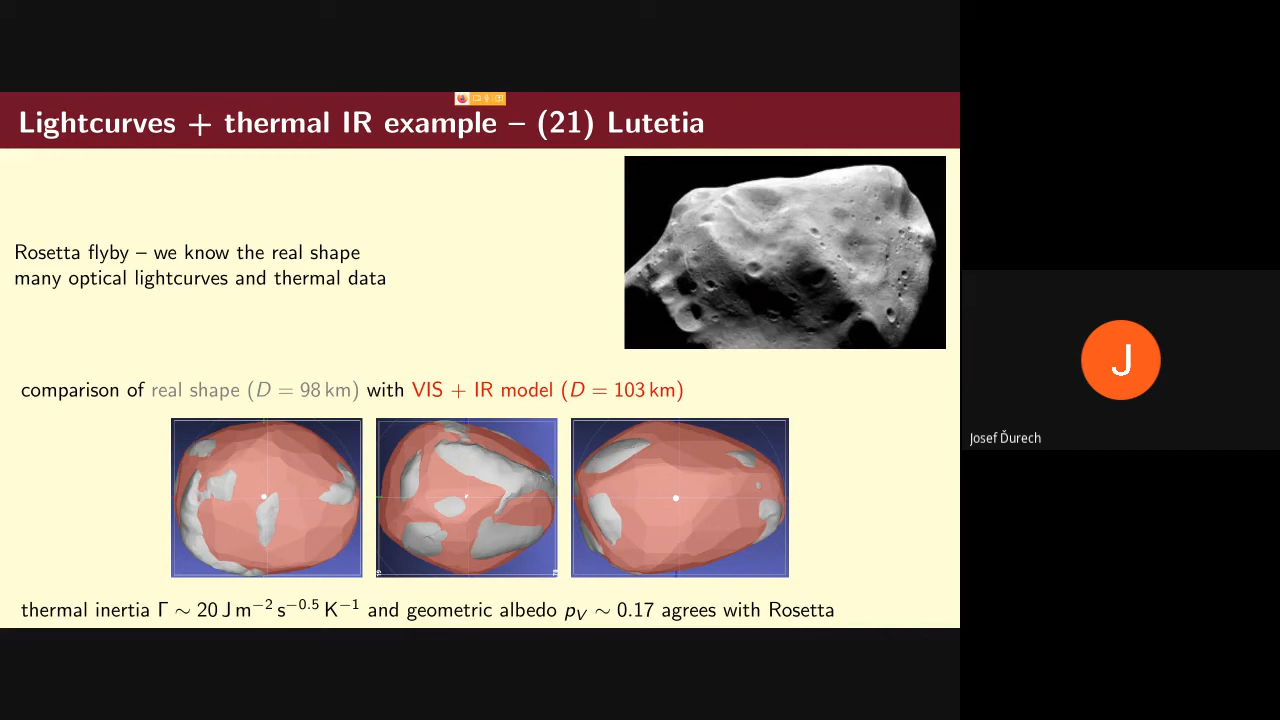 Lightcurves + thermal IR example – (21) Lutetia
Rosetta flyby – we know the real shape
many optical lightcurves and thermal data
comparison of real shape (D = 98 km) with VIS + IR model (D = 103 km)
thermal inertia Γ ∼ 20 J m⁻² s⁻⁰·⁵ K⁻¹ and geometric albedo p_V ∼ 0.17 agrees with Rosetta
J
Josef Ďurech